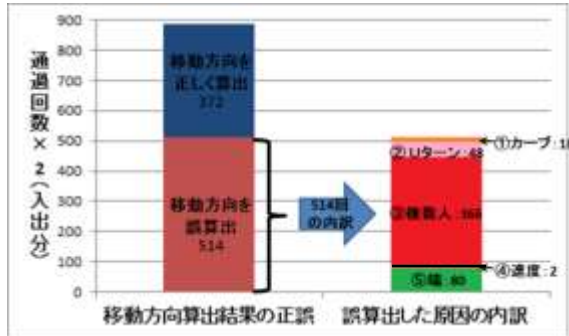 900
800
700
600
500
400
300
200
100
0
通過回数×2(入出分)
移動方向を
正しく算出
372
移動方向を
誤算出
514
514回
の内訳
①カーブ:
②Uターン:
③複数人:
④速度:2
⑤幅:80
移動方向算出結果の正誤
誤算出した原因の内訳